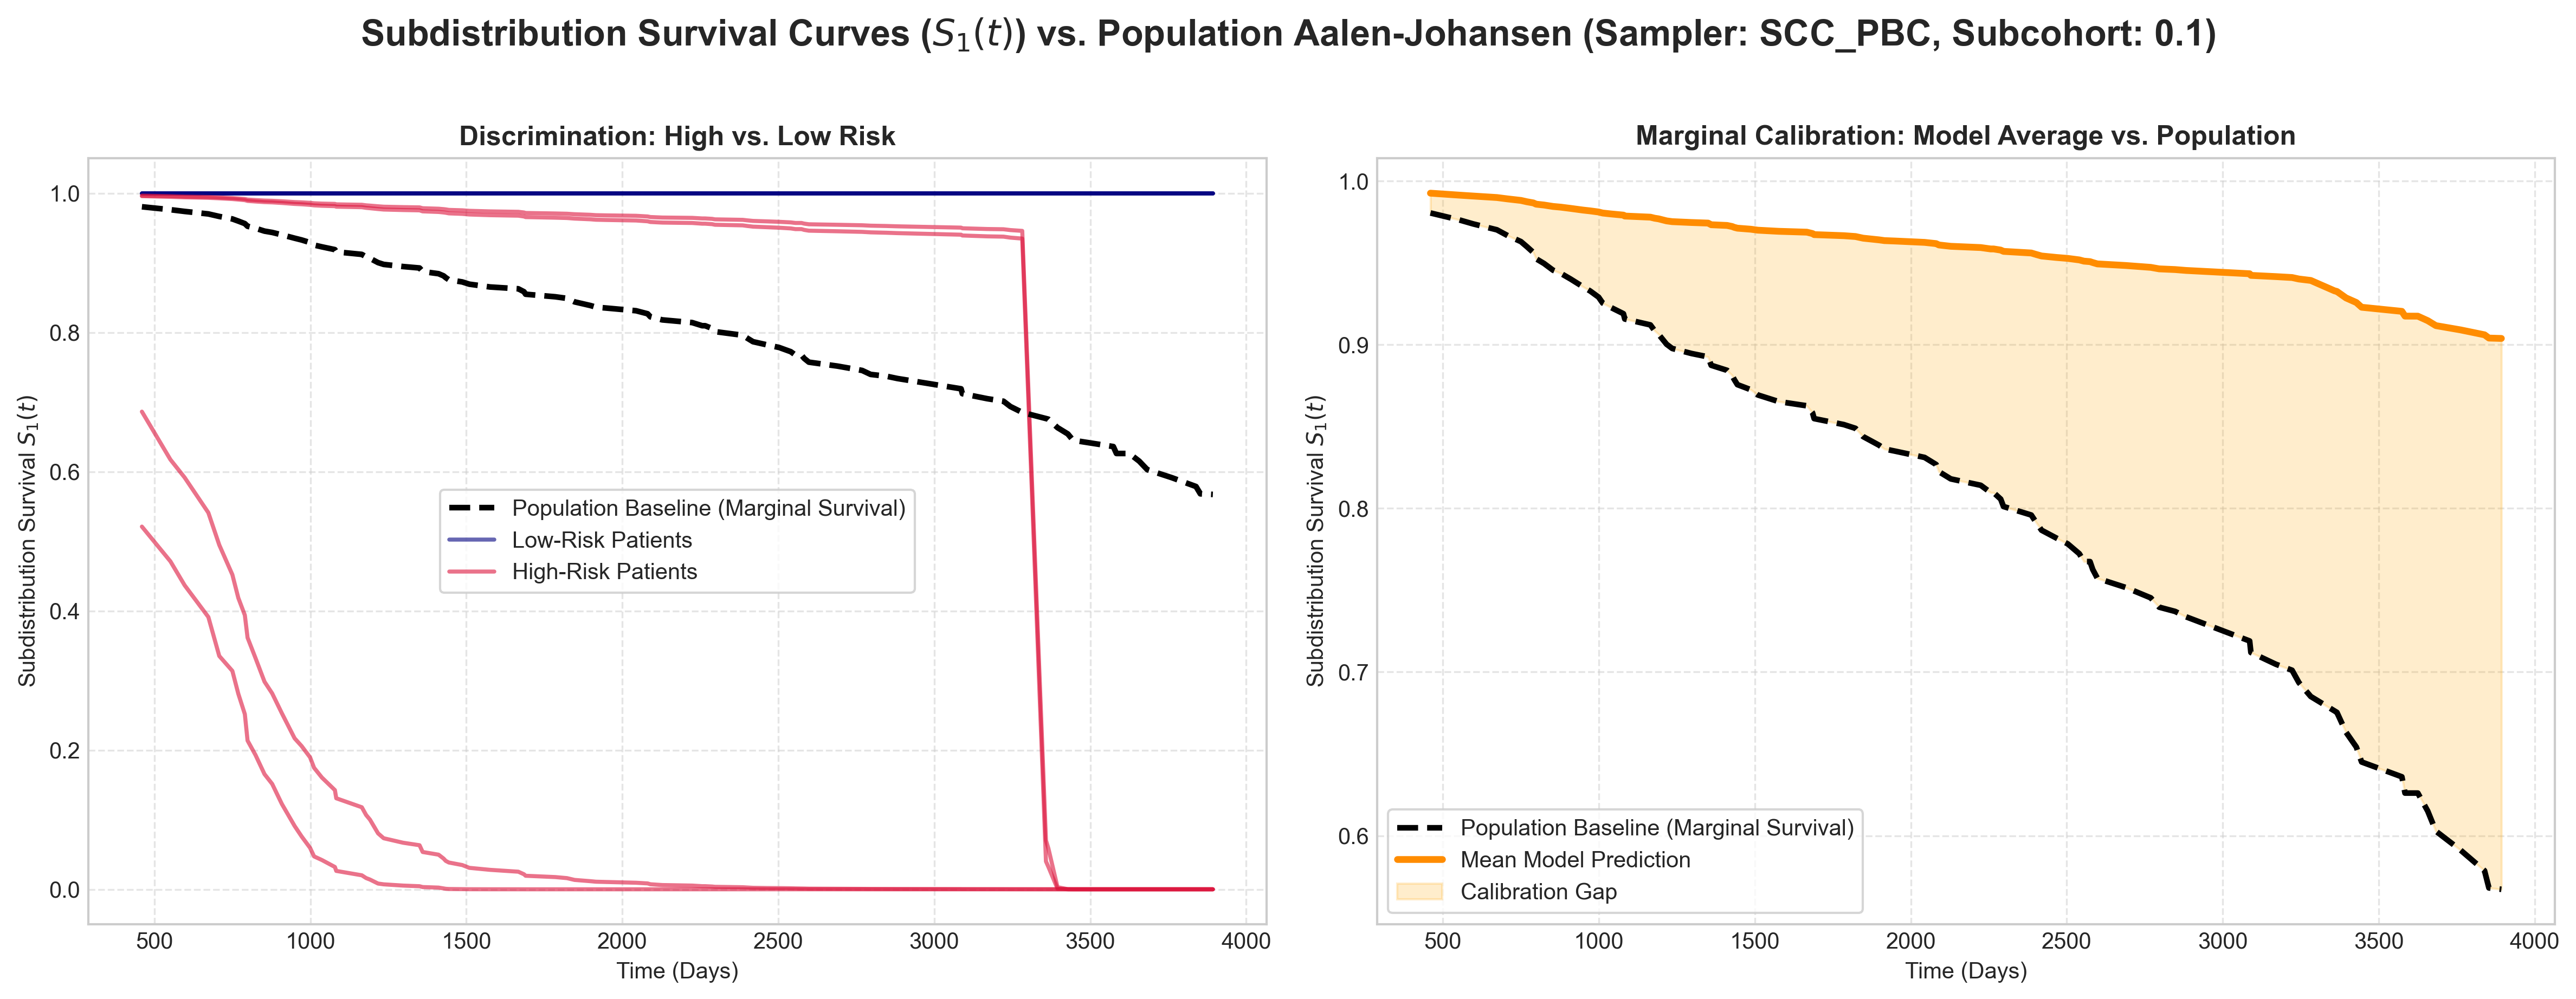 Subdistribution Survival Curves (S₁(t)) vs. Population Aalen-Johansen (Sampler: SCC_PBC, Subcohort: 0.1)
Discrimination: High vs. Low Risk
Subdistribution Survival S₁(t)
1.0
0.8
0.6
0.4
0.2
0.0
Population Baseline (Marginal Survival)
Low-Risk Patients
High-Risk Patients
500 1000 1500 2000 2500 3000 3500 4000
Time (Days)
Marginal Calibration: Model Average vs. Population
Subdistribution Survival S₁(t)
1.0
0.9
0.8
0.7
0.6
Population Baseline (Marginal Survival)
Mean Model Prediction
Calibration Gap
500 1000 1500 2000 2500 3000 3500 4000
Time (Days)